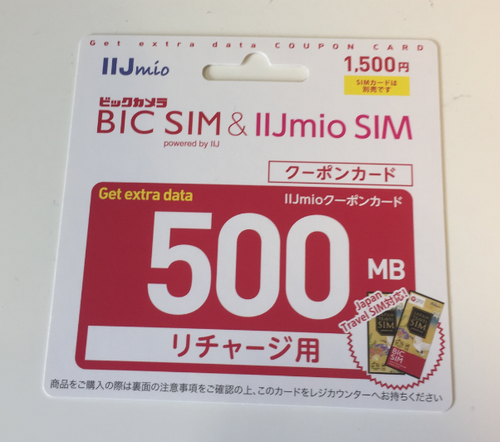 Get extra data COUPON CARD
IIJmio
1,500円
SIMカードは
別売です
ビックカメラ
BIC SIM & IIJmio SIM
powered by IIJ
クーポンカード
Get extra data
IIJmioクーポンカード
500 MB
Japan
Travel SIM対応!
SIM
SIM
BIC
SIM
リチャージ用
商品をご購入の際は裏面の注意事項をご確認の上、このカードをレジカウンターへお持ちください